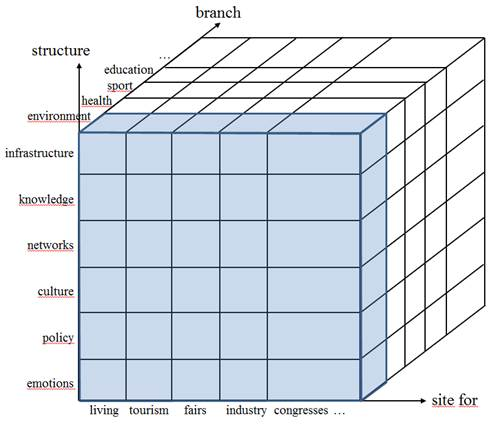 branch
structure
…
education
sport
health
environment
infrastructure
knowledge
networks
culture
policy
emotions
site for
living tourism fairs industry congresses …